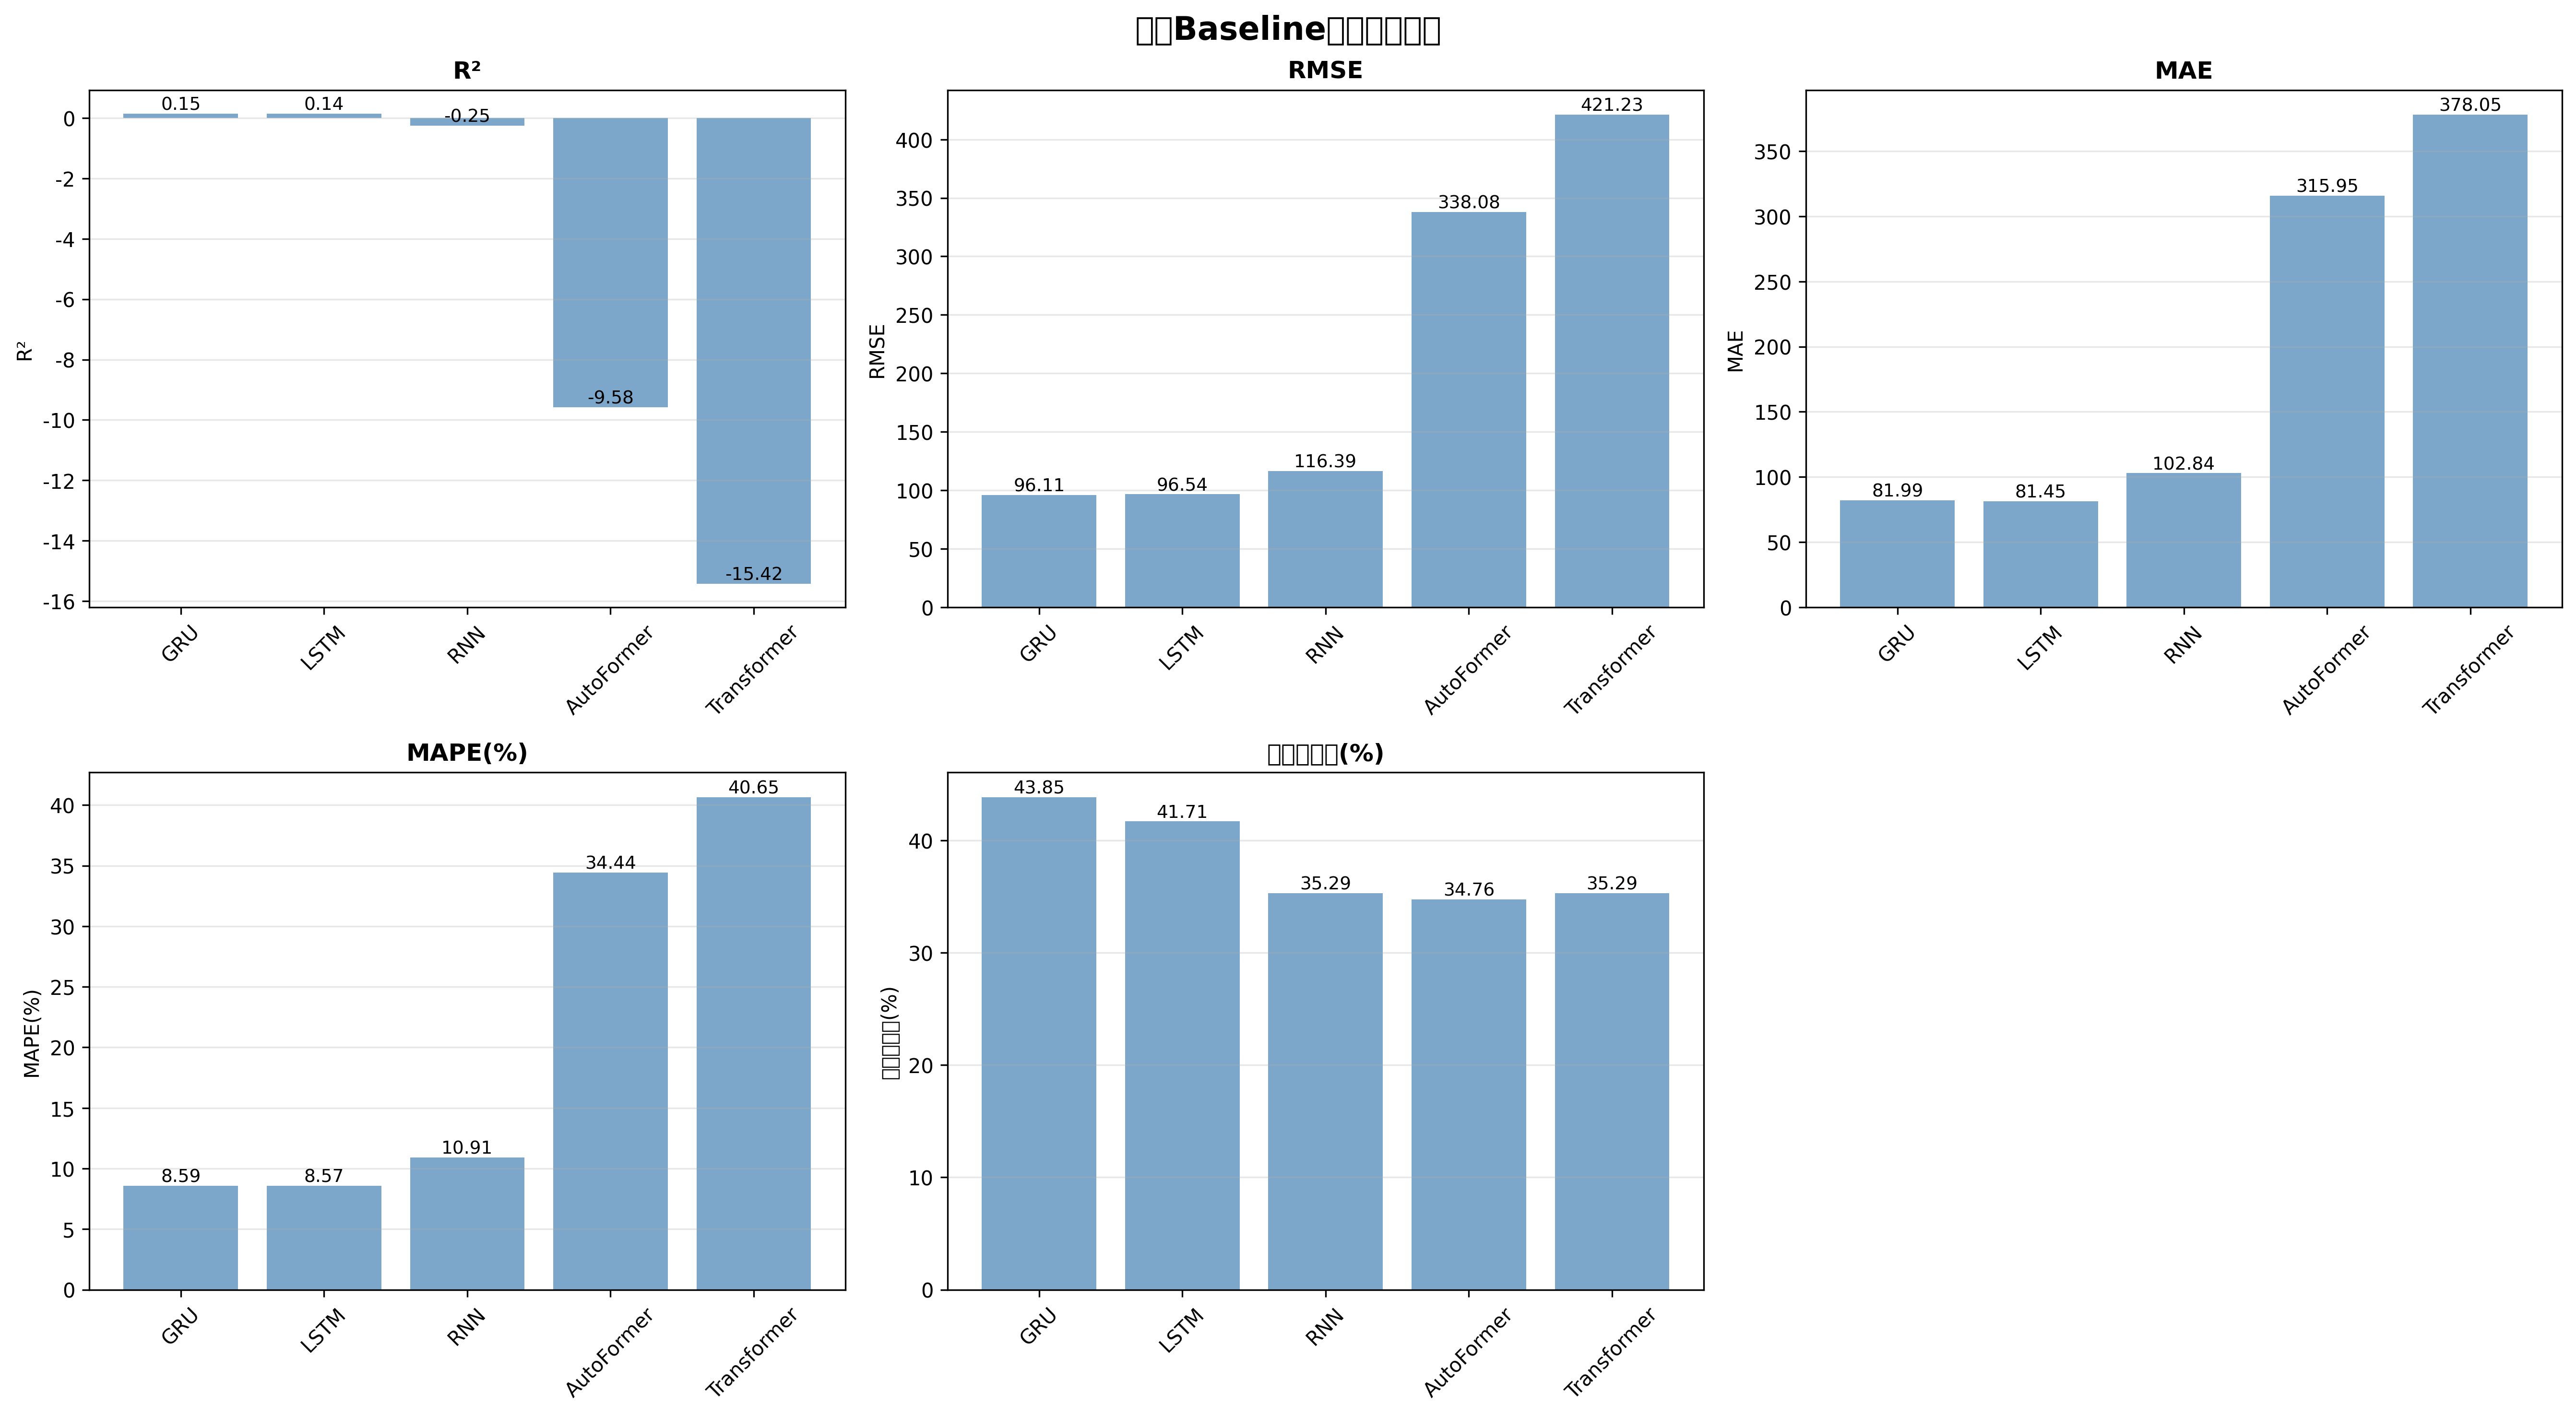 Baseline
R²
0.15
0.14
-0.25
-9.58
-15.42
0
-2
-4
-6
-8
-10
-12
-14
-16
R²
GRU
LSTM
RNN
AutoFormer
Transformer
RMSE
96.11
96.54
116.39
338.08
421.23
400
350
300
250
200
150
100
50
0
RMSE
GRU
LSTM
RNN
AutoFormer
Transformer
MAE
81.99
81.45
102.84
315.95
378.05
350
300
250
200
150
100
50
0
MAE
GRU
LSTM
RNN
AutoFormer
Transformer
MAPE(%)
8.59
8.57
10.91
34.44
40.65
40
35
30
25
20
15
10
5
0
MAPE(%)
GRU
LSTM
RNN
AutoFormer
Transformer
(%)
43.85
41.71
35.29
34.76
35.29
40
30
20
10
0
(%)
GRU
LSTM
RNN
AutoFormer
Transformer